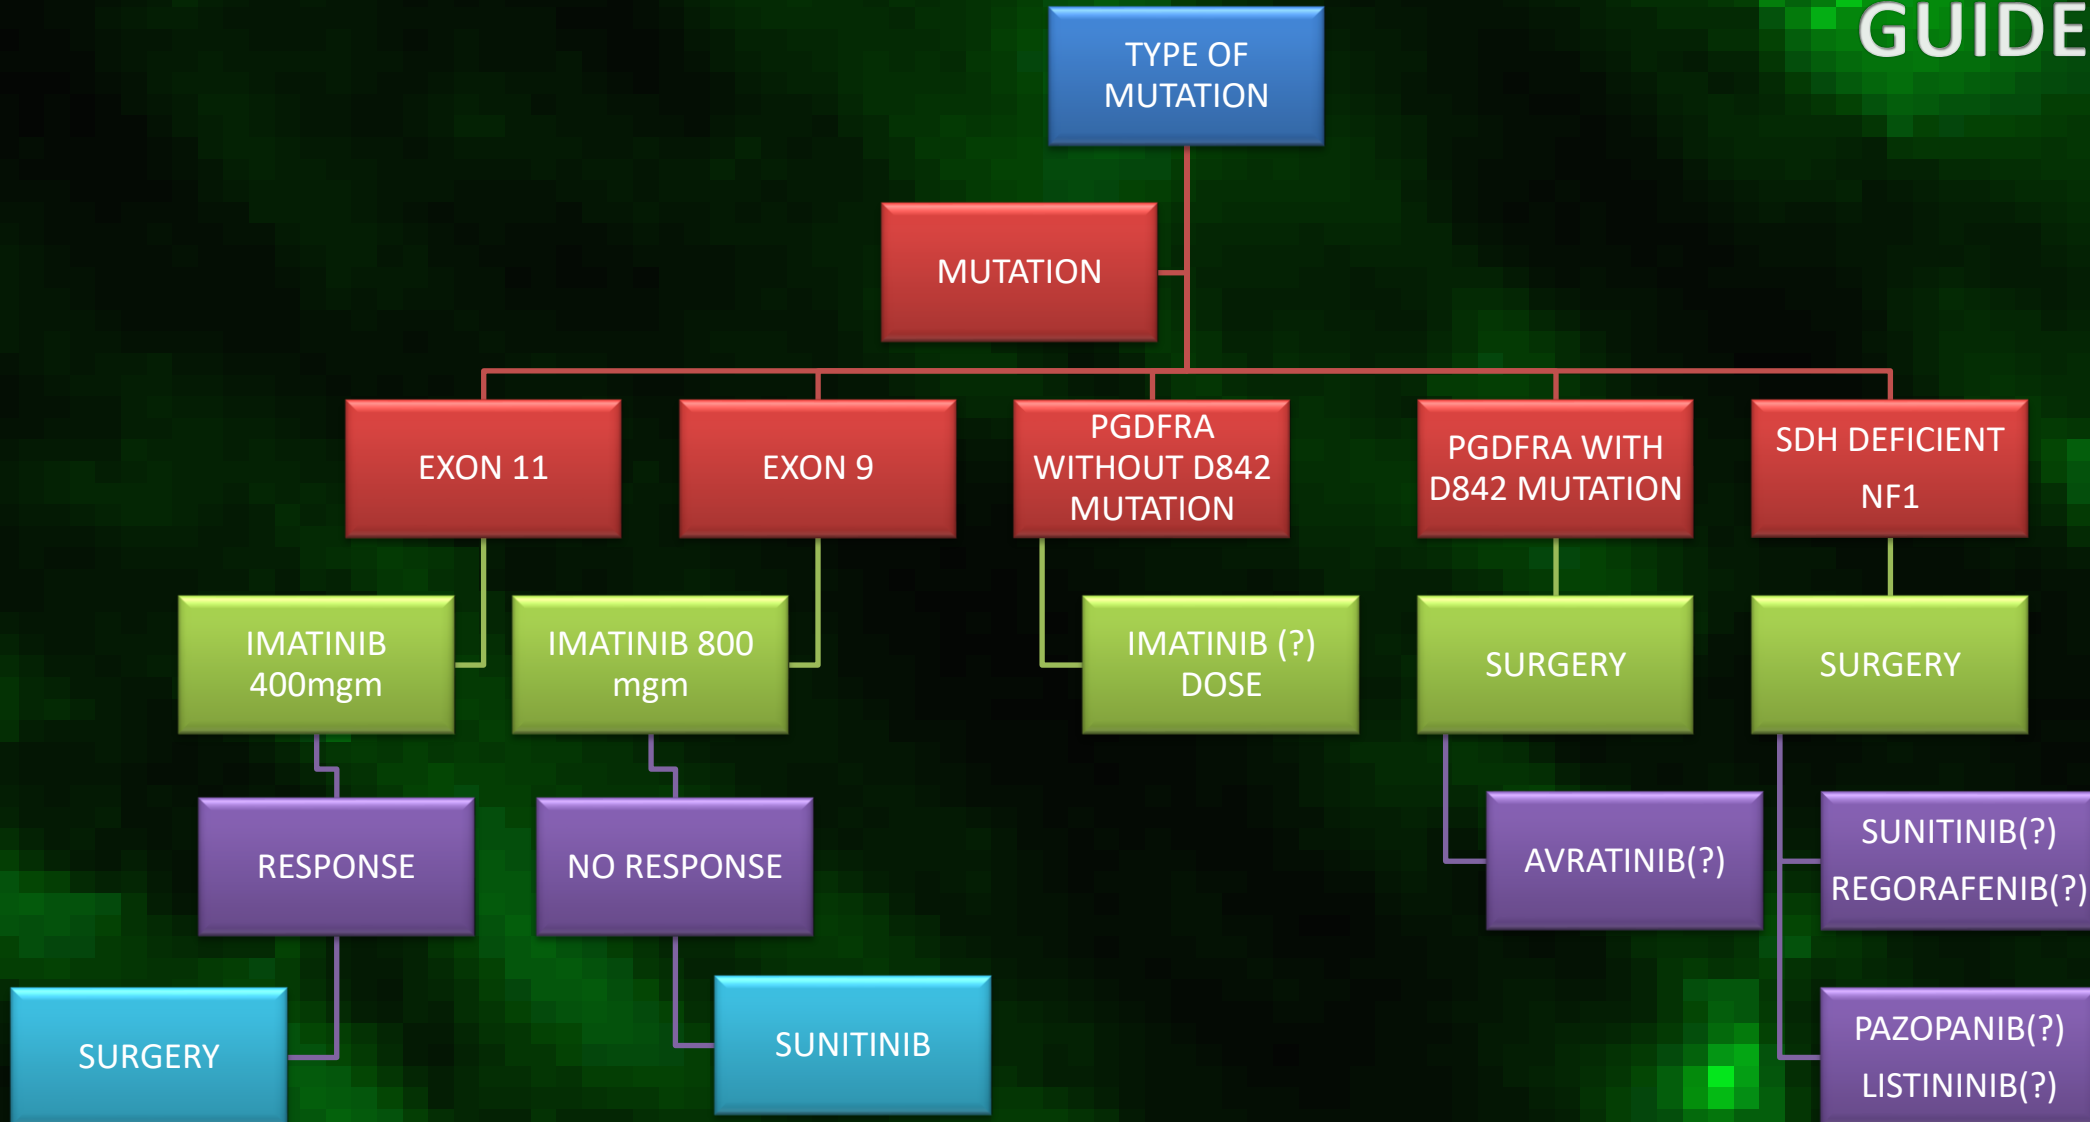 GUIDE
TYPE OF
MUTATION
MUTATION
EXON 11
EXON 9
PGDFRA
WITHOUT D842
MUTATION
PGDFRA WITH
D842 MUTATION
SDH DEFICIENT
NF1
IMATINIB
400mgm
IMATINIB 800
mgm
IMATINIB (?)
DOSE
SURGERY
SURGERY
RESPONSE
NO RESPONSE
AVRATINIB(?)
SUNITINIB(?)
REGORAFENIB(?)
SURGERY
SUNITINIB
PAZOPANIB(?)
LISTININIB(?)